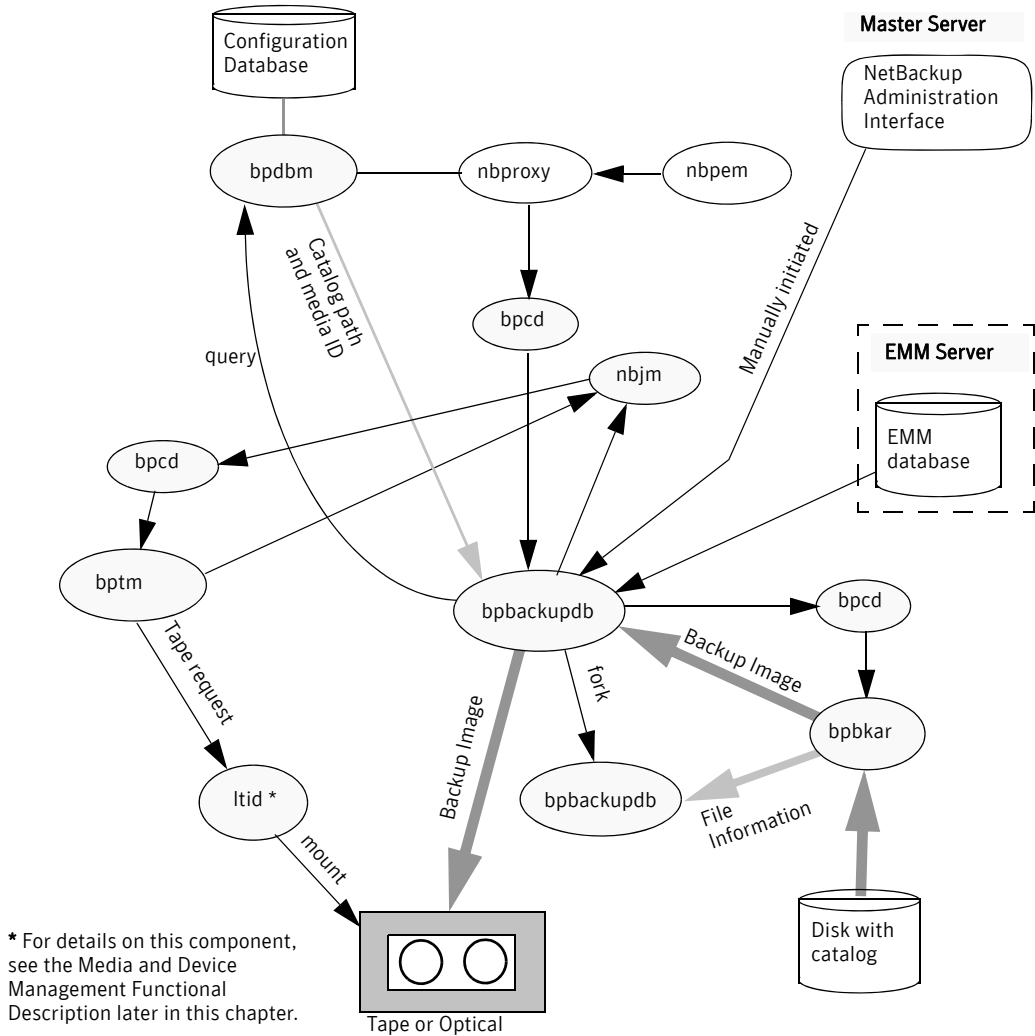 Configuration
Database
Master Server
NetBackup
Administration
Interface
bpdbm
nbproxy
nbpem
Catalog path
and media ID
Manually initiated
bpcd
query
nbjm
EMM Server
EMM
database
bpcd
bptm
bpbackupdb
bpcd
Tape request
fork
Backup Image
Backup Image
bpbkar
ltid *
bpbackupdb
File
Information
mount
Disk with
catalog
* For details on this component,
see the Media and Device
Management Functional
Description later in this chapter.
Tape or Optical